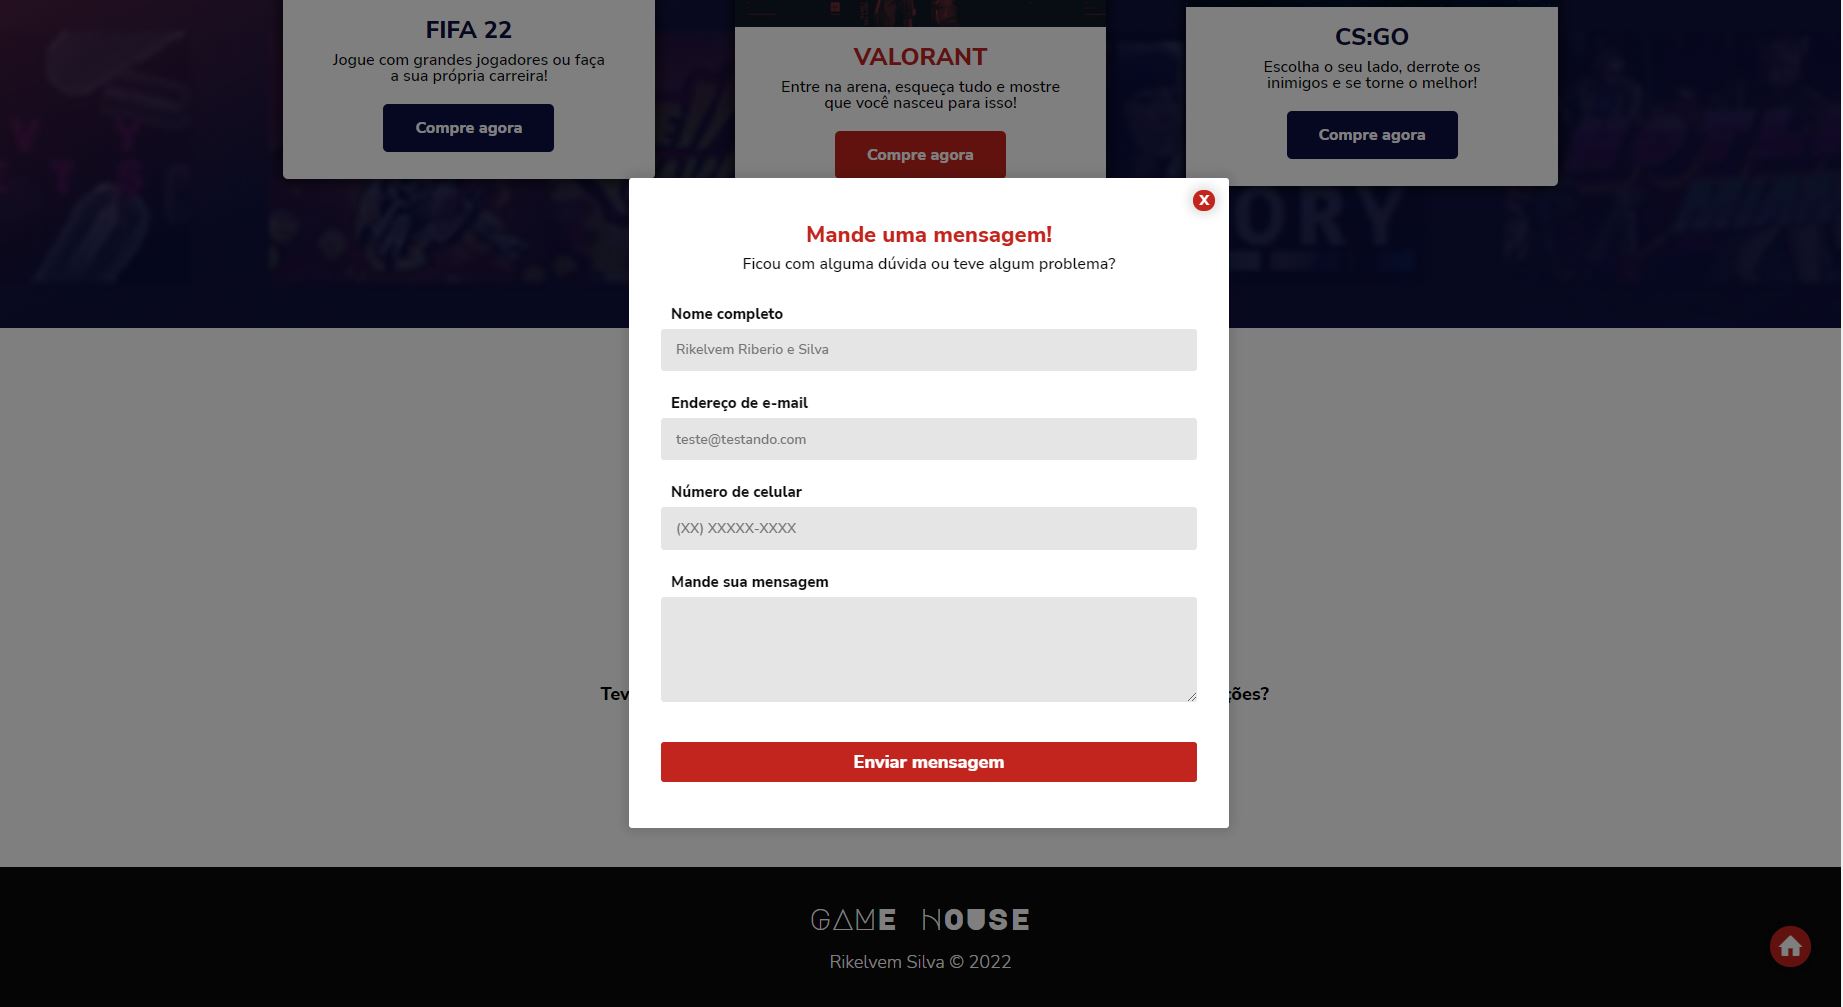 FIFA 22
Jogue com grandes jogadores ou faça
a sua própria carreira!
Compre agora
VALORANT
Entre na arena, esqueça tudo e mostre
que você nasceu para isso!
Compre agora
CS:GO
Escolha o seu lado, derrote os
inimigos e se torne o melhor!
Compre agora
ORY
X
Mande uma mensagem!
Ficou com alguma dúvida ou teve algum problema?
Nome completo
Rikelvem Riberio e Silva
Endereço de e-mail
teste@testando.com
Número de celular
(XX) XXXXX-XXXX
Mande sua mensagem
Tev
ções?
Enviar mensagem
GAME HOUSE
Rikelvem Silva © 2022